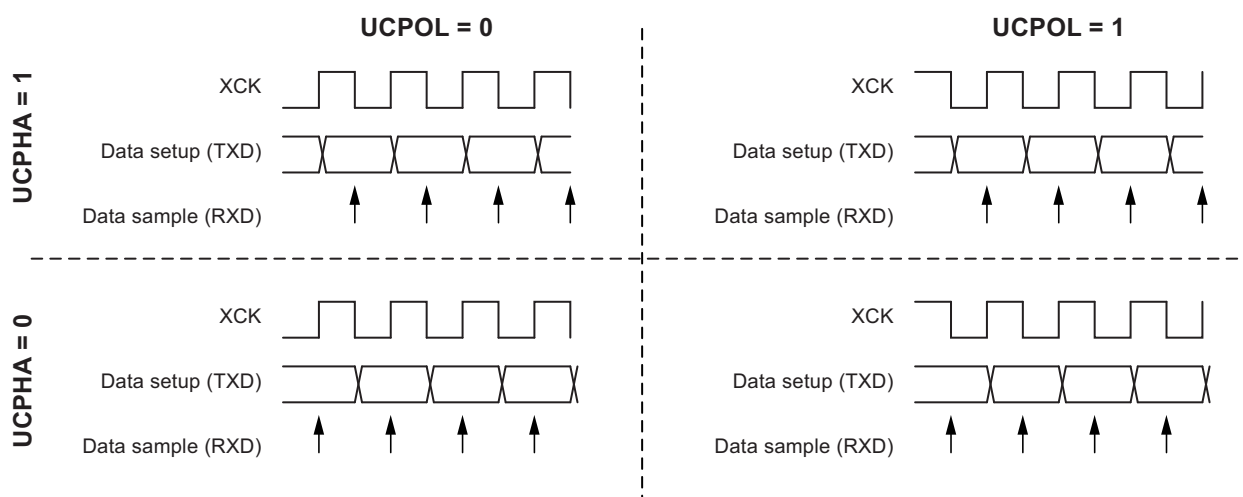 UCPOL = 0
UCPOL = 1
UCPHA = 1
XCK
Data setup (TXD)
Data sample (RXD)
XCK
Data setup (TXD)
Data sample (RXD)
UCPHA = 0
XCK
Data setup (TXD)
Data sample (RXD)
XCK
Data setup (TXD)
Data sample (RXD)